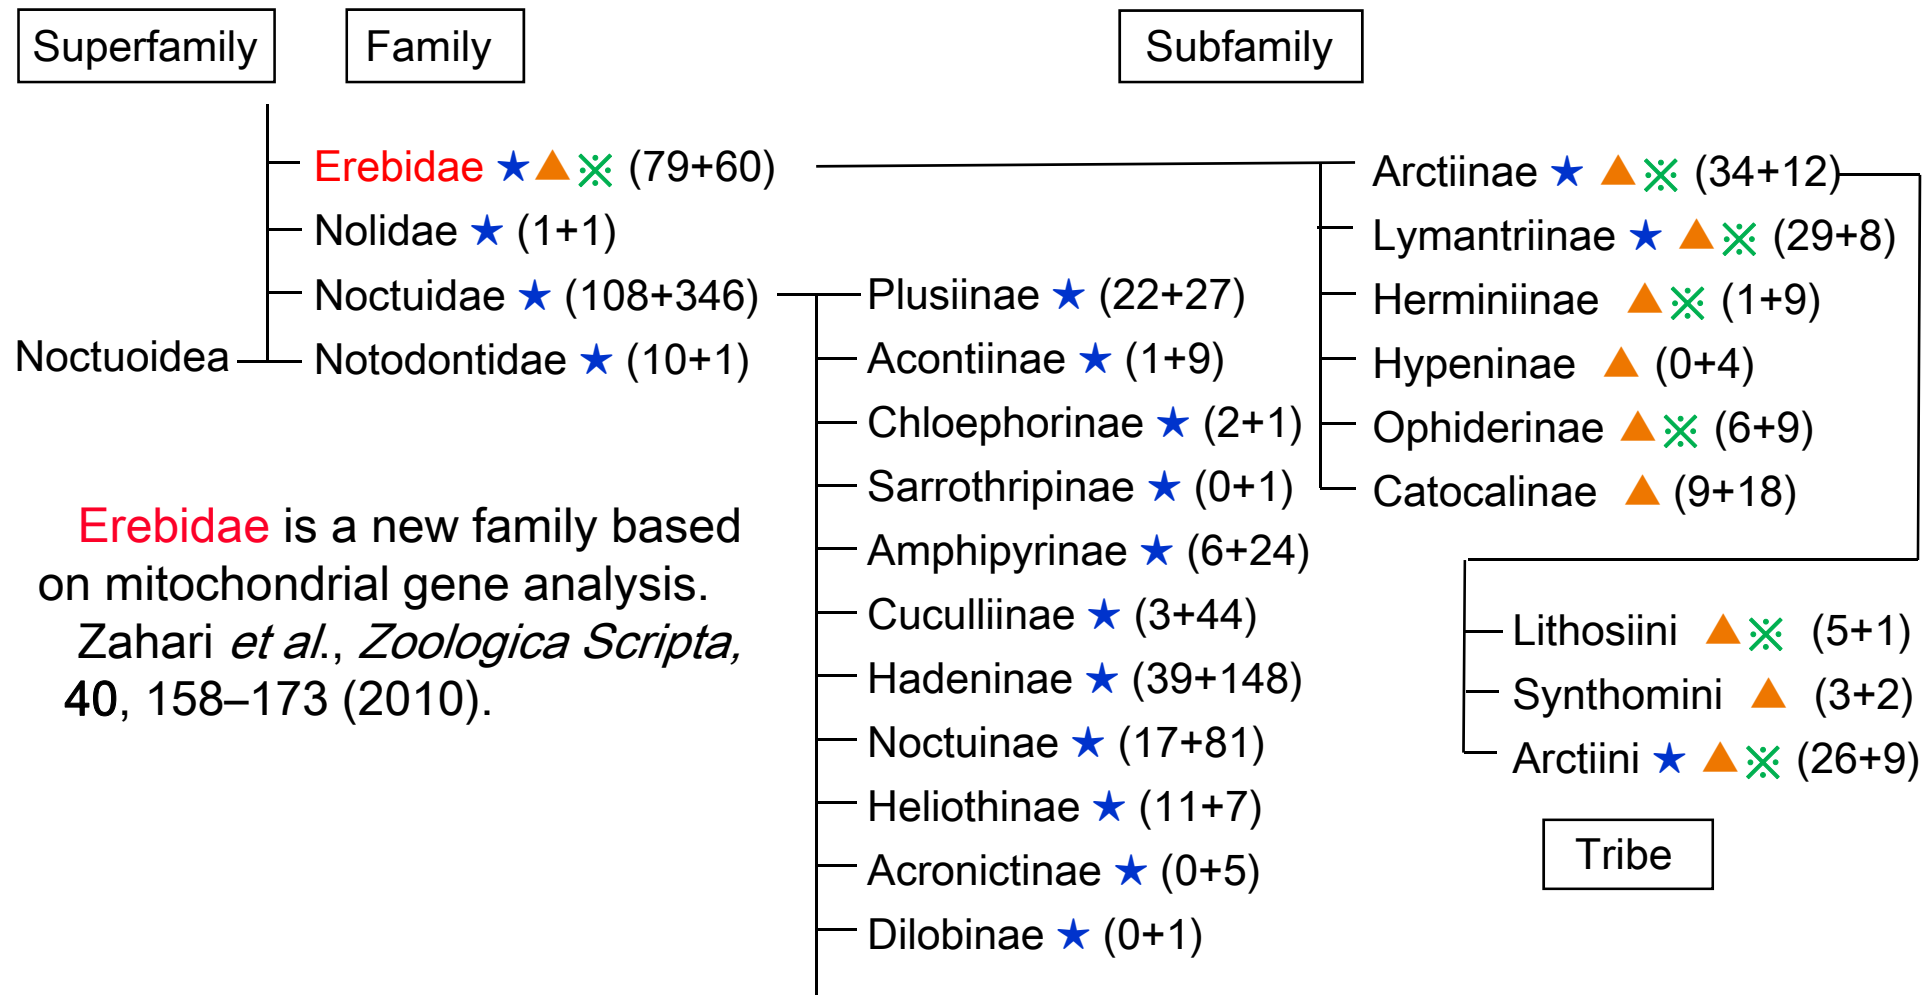 Superfamily
Family
Subfamily
Erebidae ★▲※ (79+60)
Nolidae ★ (1+1)
Noctuidae ★ (108+346)
Noctuoidea
Notodontidae ★ (10+1)
Plusiinae ★ (22+27)
Acontiinae ★ (1+9)
Chloephorinae ★ (2+1)
Sarrothripinae ★ (0+1)
Amphipyrinae ★ (6+24)
Cuculliinae ★ (3+44)
Hadeninae ★ (39+148)
Noctuinae ★ (17+81)
Heliothinae ★ (11+7)
Acronictinae ★ (0+5)
Dilobinae ★ (0+1)
Arctiinae ★ ▲※ (34+12)
Lymantriinae ★ ▲※ (29+8)
Herminiinae ▲※ (1+9)
Hypeninae ▲ (0+4)
Ophiderinae ▲※ (6+9)
Catocalinae ▲ (9+18)
Lithosiini ▲※ (5+1)
Synthomini ▲ (3+2)
Arctiini ★ ▲※ (26+9)
Tribe
Erebidae is a new family based
on mitochondrial gene analysis.
Zahari et al., Zoologica Scripta,
40, 158–173 (2010).